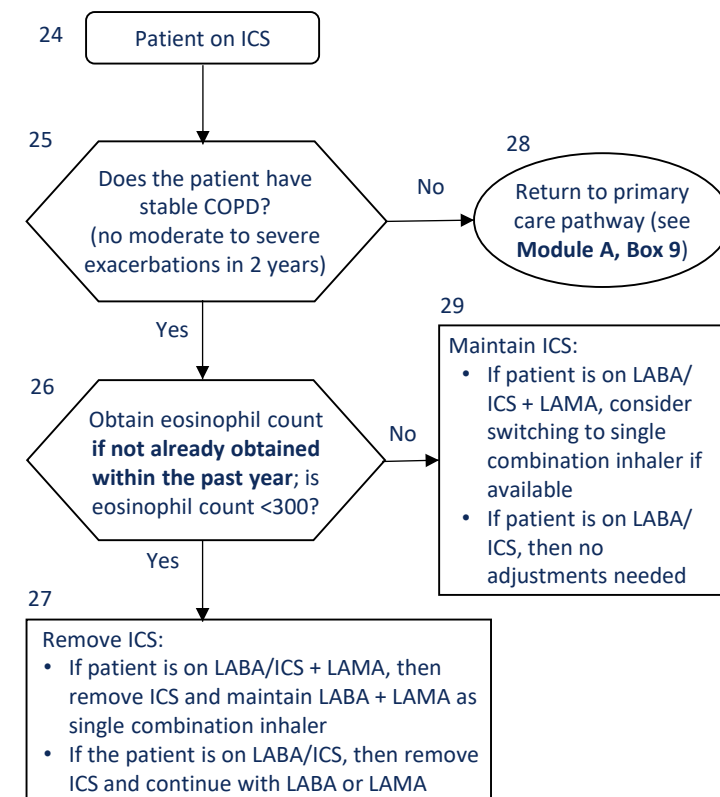 24
Patient on ICS
25
Does the patient have
stable COPD?
(no moderate to severe
exacerbations in 2 years)
No
28
Return to primary
care pathway (see
Module A, Box 9)
Yes
26
Obtain eosinophil count
if not already obtained
within the past year; is
eosinophil count <300?
No
29
Maintain ICS:
• If patient is on LABA/
ICS + LAMA, consider
switching to single
combination inhaler if
available
• If patient is on LABA/
ICS, then no
adjustments needed
Yes
27
Remove ICS:
• If patient is on LABA/ICS + LAMA, then
remove ICS and maintain LABA + LAMA as
single combination inhaler
• If the patient is on LABA/ICS, then remove
ICS and continue with LABA or LAMA